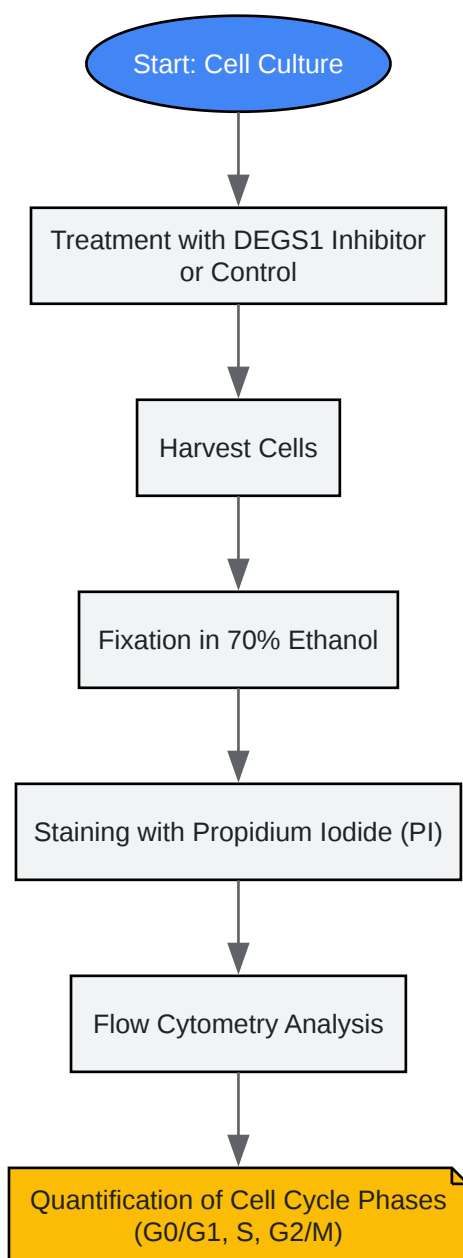 Start: Cell Culture
Treatment with DEGS1 Inhibitor
or Control
Harvest Cells
Fixation in 70% Ethanol
Staining with Propidium Iodide (PI)
Flow Cytometry Analysis
Quantification of Cell Cycle Phases
(G0/G1, S, G2/M)